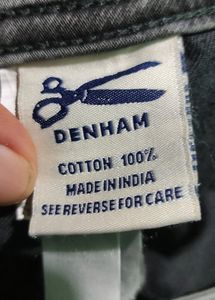 DENHAM
COTTON 100%
MADE IN INDIA
SEE REVERSE FOR CARE